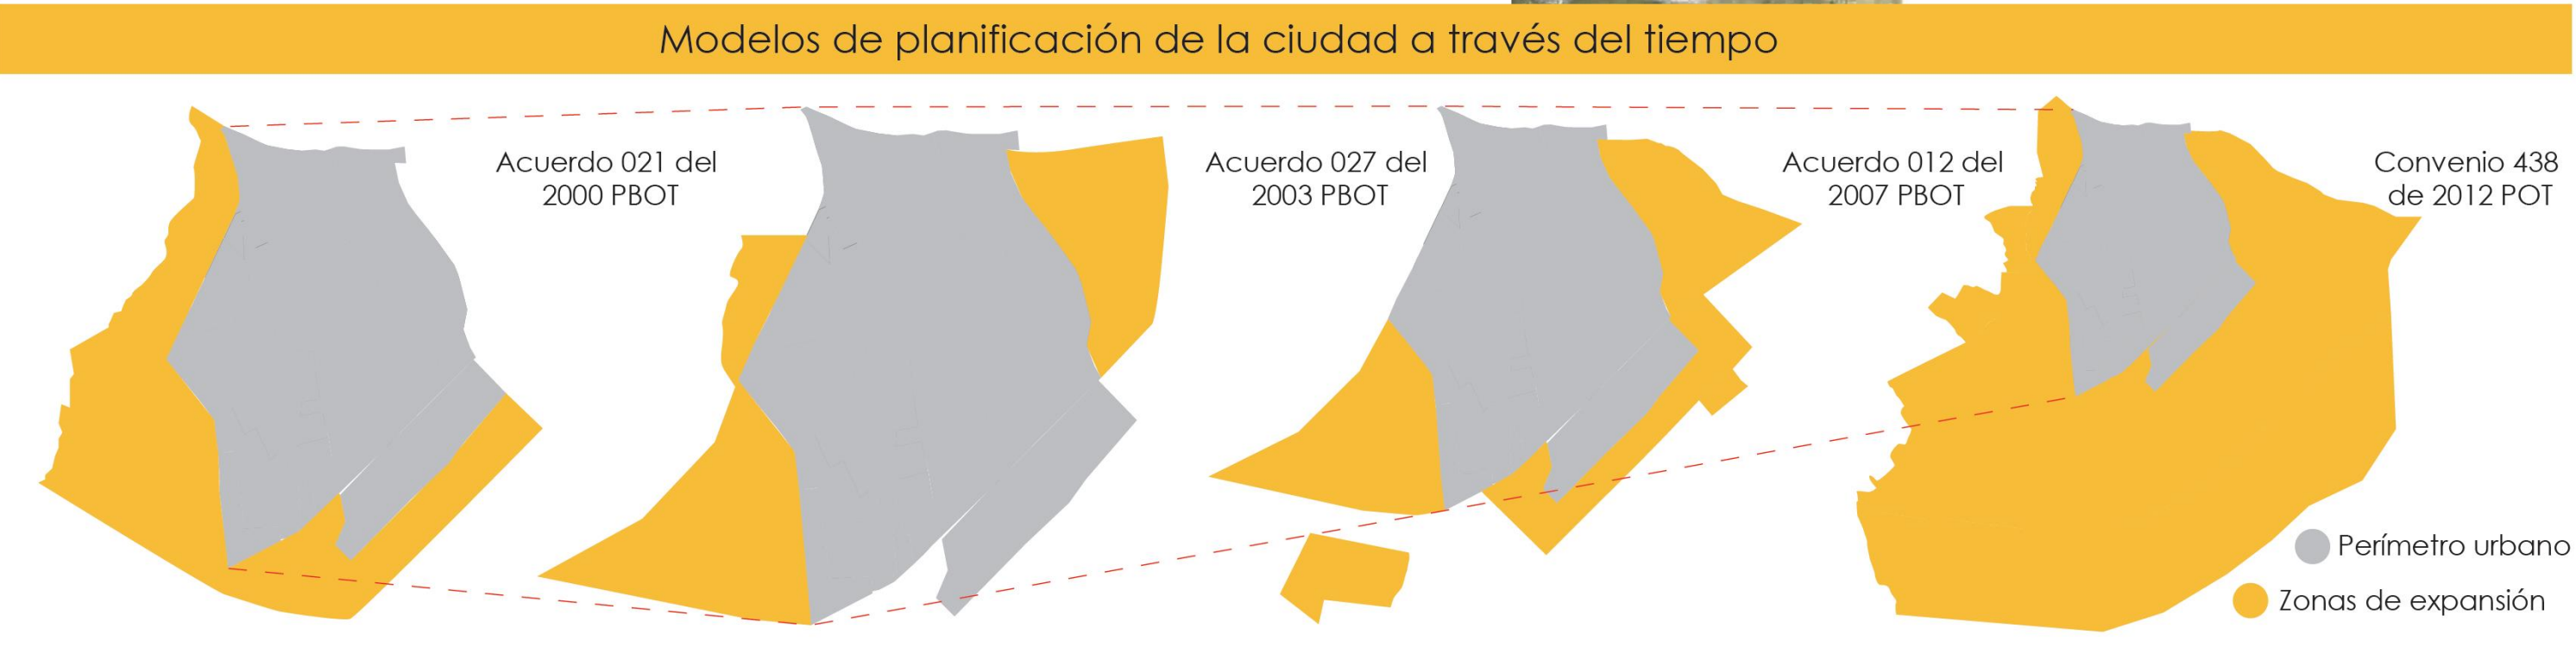 Modelos de planificación de la ciudad a través del tiempo
Acuerdo 021 del
2000 PBOT
Acuerdo 027 del
2003 PBOT
Acuerdo 012 del
2007 PBOT
Convenio 438
de 2012 POT
Perímetro urbano
Zonas de expansión